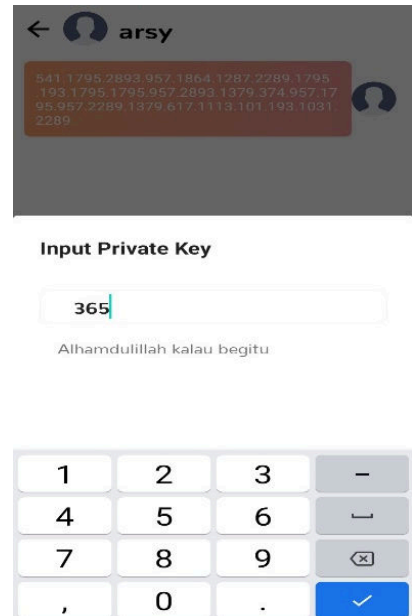 arsy
541.1795.2893.957.1864.1287.2289.1795
.193.1795.1795.957.2893.1379.374.957.17
95.957.2289.1379.617.1113.101.193.1031.
2289
Input Private Key
365
Alhamdulillah kalau begitu
1 2 3 –
4 5 6
7 8 9
, 0 .